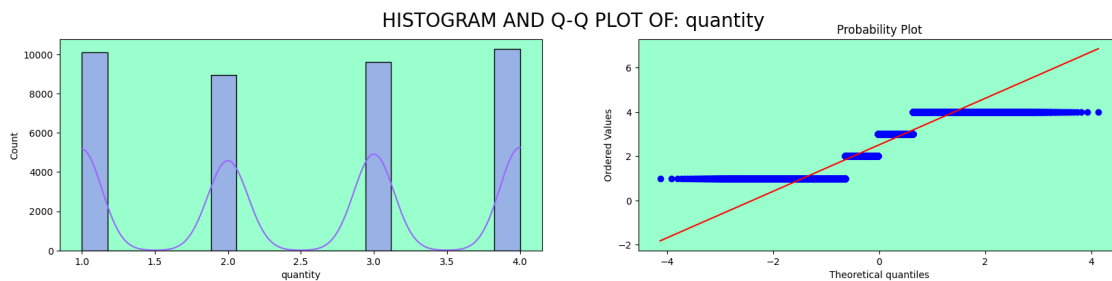 HISTOGRAM AND Q-Q PLOT OF: quantity
Probability Plot
Count
10000
8000
6000
4000
2000
0
1.0 1.5 2.0 2.5 3.0 3.5 4.0
quantity
Ordered Values
6
4
2
0
−2
−4 −2 0 2 4
Theoretical quantiles